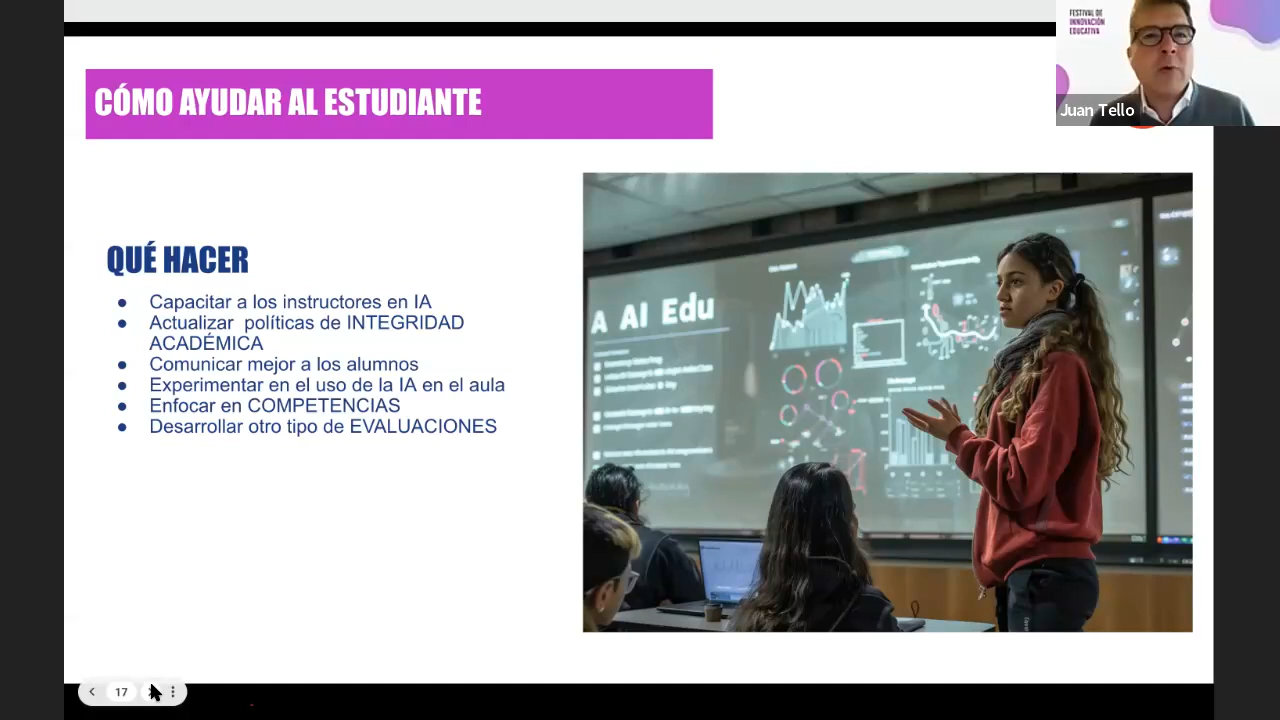 FESTIVAL DE
INNOVACIÓN
EDUCATIVA
Juan Tello
CÓMO AYUDAR AL ESTUDIANTE
QUÉ HACER
● Capacitar a los instructores en IA
● Actualizar políticas de INTEGRIDAD
ACADÉMICA
● Comunicar mejor a los alumnos
● Experimentar en el uso de la IA en el aula
● Enfocar en COMPETENCIAS
● Desarrollar otro tipo de EVALUACIONES
A AI Edu
17